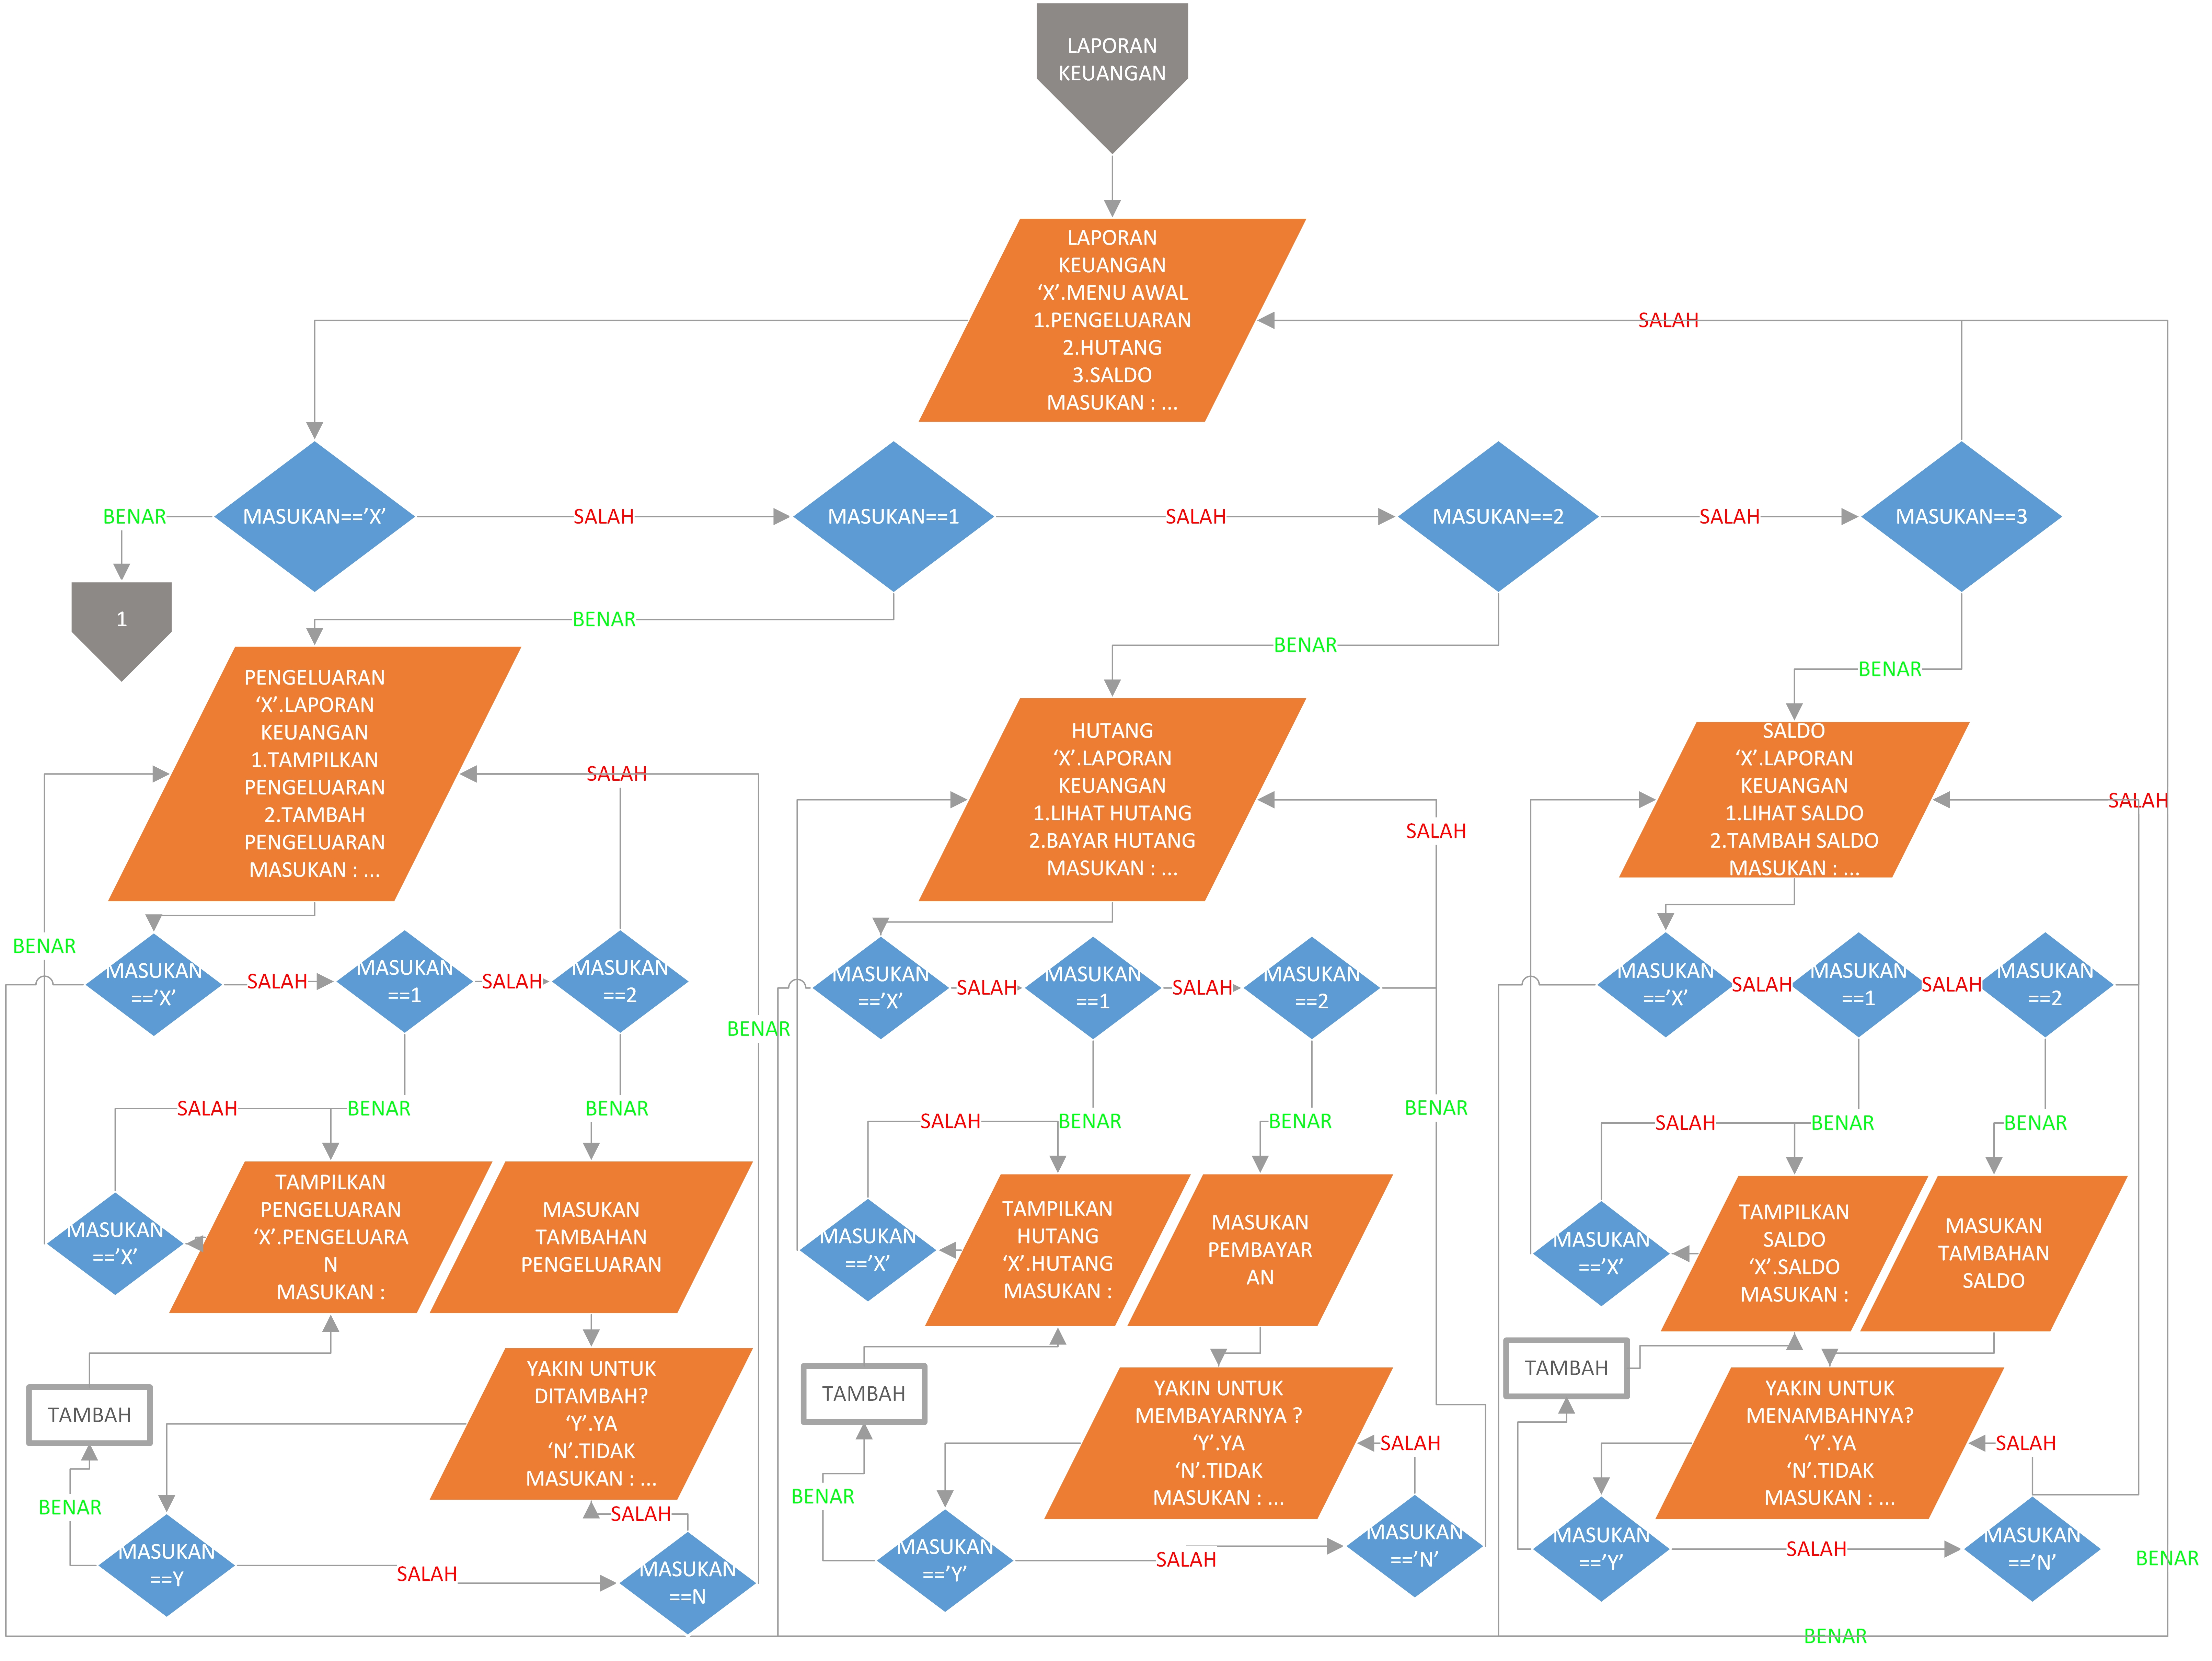 LAPORAN
KEUANGAN
LAPORAN
KEUANGAN
‘X’.MENU AWAL
1.PENGELUARAN
2.HUTANG
3.SALDO
MASUKAN : ...
SALAH
BENAR
MASUKAN==’X’
SALAH
MASUKAN==1
SALAH
MASUKAN==2
SALAH
MASUKAN==3
1
BENAR
BENAR
BENAR
PENGELUARAN
‘X’.LAPORAN
KEUANGAN
1.TAMPILKAN
PENGELUARAN
2.TAMBAH
PENGELUARAN
MASUKAN : ...
SALAH
HUTANG
‘X’.LAPORAN
KEUANGAN
1.LIHAT HUTANG
2.BAYAR HUTANG
MASUKAN : ...
SALAH
SALDO
‘X’.LAPORAN
KEUANGAN
1.LIHAT SALDO
2.TAMBAH SALDO
MASUKAN : ...
SALAH
BENAR
MASUKAN
==’X’
SALAH
MASUKAN
==1
SALAH
MASUKAN
==2
BENAR
MASUKAN
==’X’
SALAH
MASUKAN
==1
SALAH
MASUKAN
==2
MASUKAN
==’X’
SALAH
MASUKAN
==1
SALAH
MASUKAN
==2
SALAH
BENAR
BENAR
SALAH
BENAR
BENAR
BENAR
SALAH
BENAR
BENAR
MASUKAN
==’X’
TAMPILKAN
PENGELUARAN
‘X’.PENGELUARA
N
MASUKAN :
MASUKAN
TAMBAHAN
PENGELUARAN
MASUKAN
==’X’
TAMPILKAN
HUTANG
‘X’.HUTANG
MASUKAN :
MASUKAN
PEMBAYAR
AN
MASUKAN
==’X’
TAMPILKAN
SALDO
‘X’.SALDO
MASUKAN :
MASUKAN
TAMBAHAN
SALDO
TAMBAH
YAKIN UNTUK
DITAMBAH?
‘Y’.YA
‘N’.TIDAK
MASUKAN : ...
TAMBAH
YAKIN UNTUK
MEMBAYARNYA ?
‘Y’.YA
‘N’.TIDAK
MASUKAN : ...
SALAH
TAMBAH
YAKIN UNTUK
MENAMBAHNYA?
‘Y’.YA
‘N’.TIDAK
MASUKAN : ...
SALAH
BENAR
SALAH
BENAR
MASUKAN
==Y
SALAH
MASUKAN
==N
MASUKAN
==’Y’
SALAH
MASUKAN
==’N’
MASUKAN
==’Y’
SALAH
MASUKAN
==’N’
BENAR
BENAR